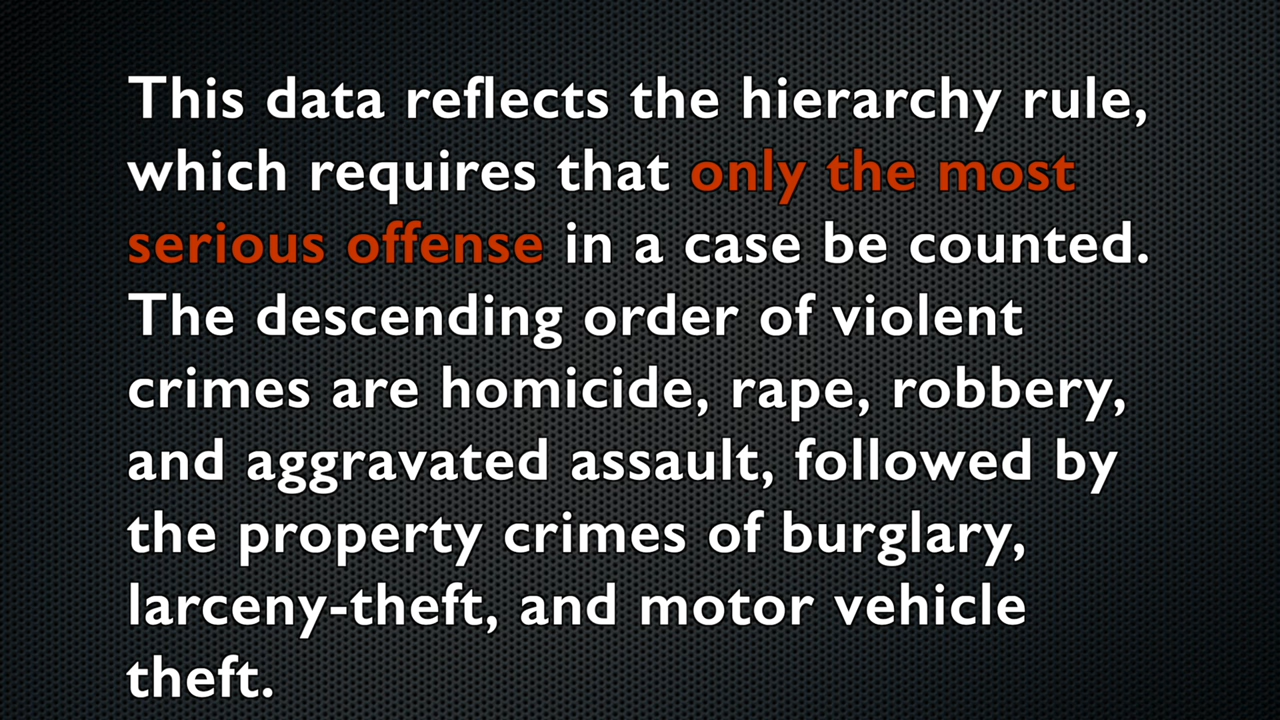 This data reflects the hierarchy rule,
which requires that only the most
serious offense in a case be counted.
The descending order of violent
crimes are homicide, rape, robbery,
and aggravated assault, followed by
the property crimes of burglary,
larceny-theft, and motor vehicle
theft.